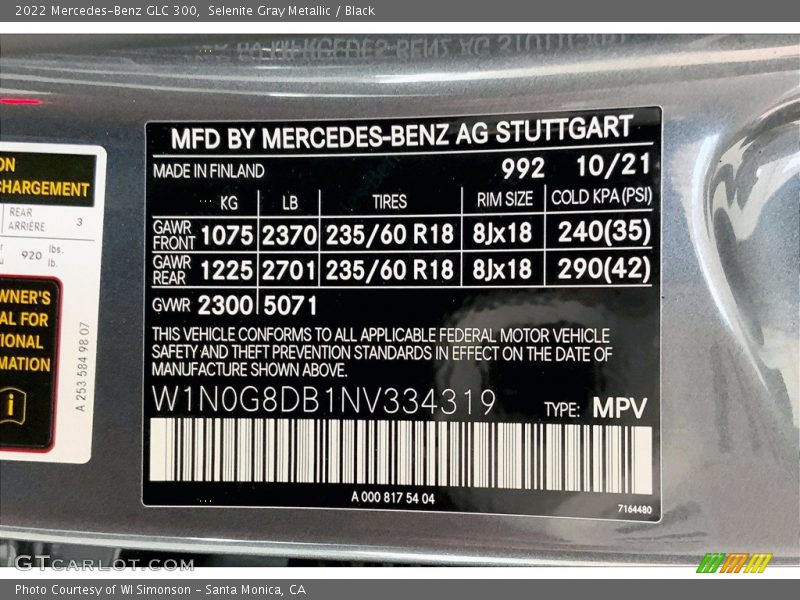 2022 Mercedes-Benz GLC 300, Selenite Gray Metallic / Black
MFD BY MERCEDES-BENZ AG STUTTGART
MADE IN FINLAND 992 10/21
KG LB TIRES RIM SIZE COLD KPA (PSI)
GAWR FRONT 1075 2370 235/60 R18 8Jx18 240(35)
GAWR REAR 1225 2701 235/60 R18 8Jx18 290(42)
GVWR 2300 5071
THIS VEHICLE CONFORMS TO ALL APPLICABLE FEDERAL MOTOR VEHICLE
SAFETY AND THEFT PREVENTION STANDARDS IN EFFECT ON THE DATE OF
MANUFACTURE SHOWN ABOVE.
W1N0G8DB1NV334319 TYPE: MPV
A 000 817 54 04
7164480
ON
CHARGEMENT
REAR
ARRIÈRE 3
920 lbs.
lb.
WNER'S
AL FOR
IONAL
MATION
i
A 253 584 98 07
GTCARLOT.COM
Photo Courtesy of WI Simonson - Santa Monica, CA